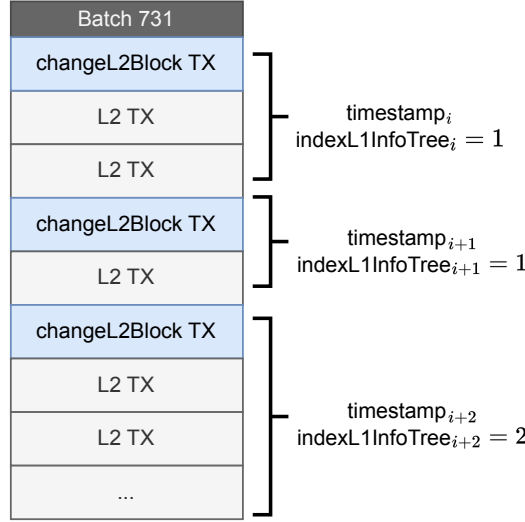 Batch 731
changeL2Block TX
L2 TX
L2 TX
timestamp_i
indexL1InfoTree_i = 1
changeL2Block TX
L2 TX
timestamp_{i+1}
indexL1InfoTree_{i+1} = 1
changeL2Block TX
L2 TX
L2 TX
...
timestamp_{i+2}
indexL1InfoTree_{i+2} = 2